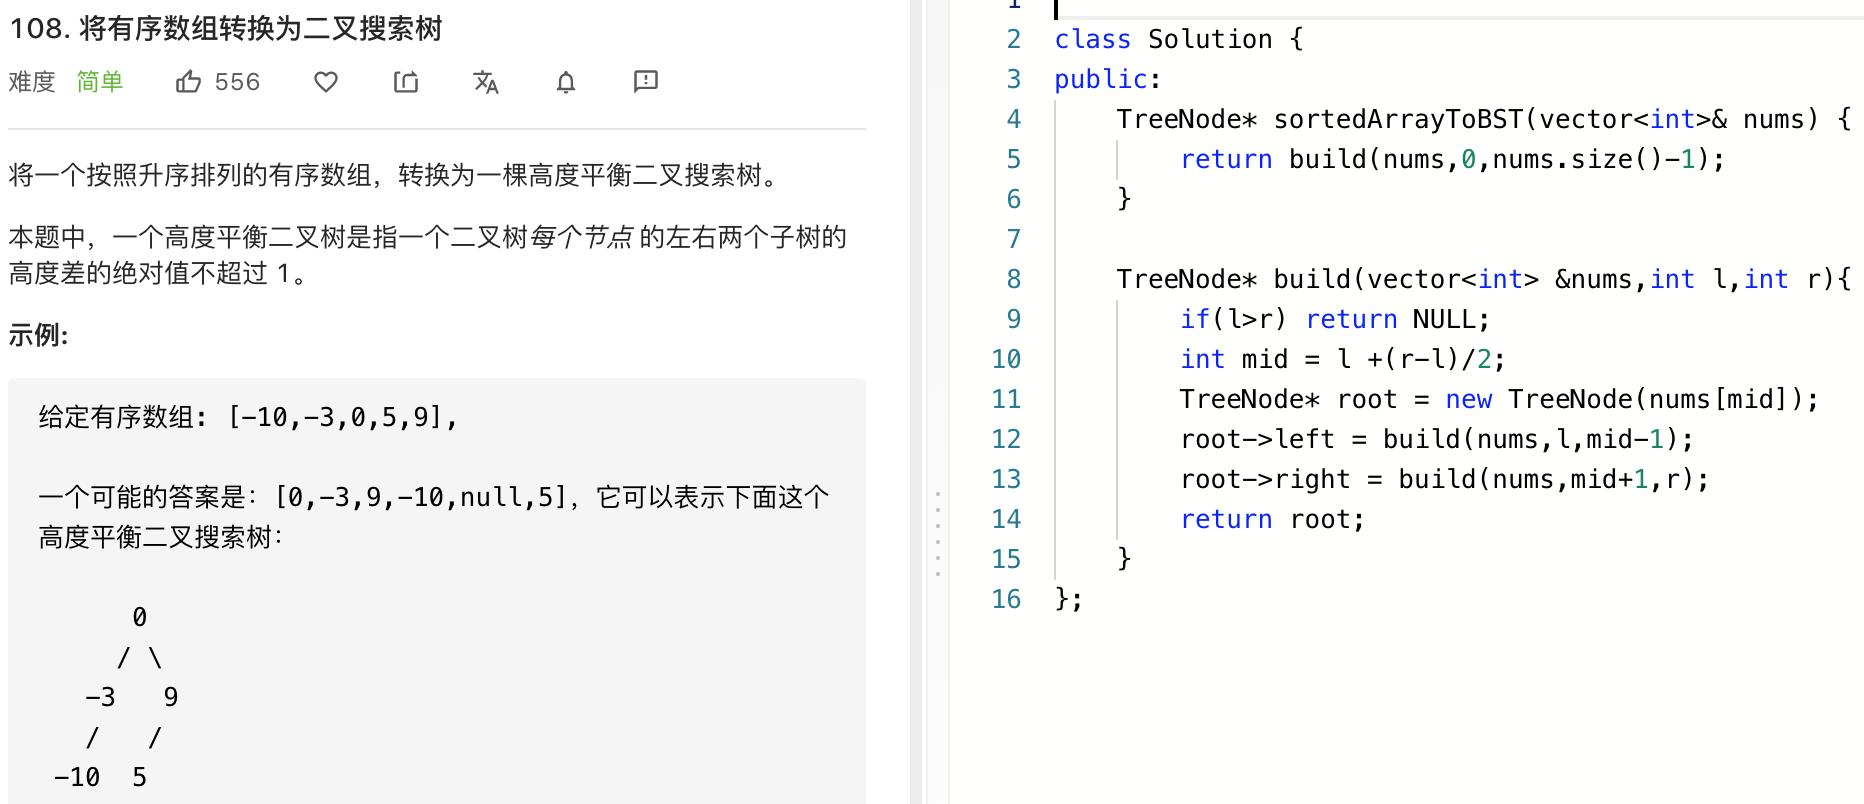 108. 将有序数组转换为二叉搜索树
难度 简单 556
将一个按照升序排列的有序数组，转换为一棵高度平衡二叉搜索树。
本题中，一个高度平衡二叉树是指一个二叉树每个节点 的左右两个子树的
高度差的绝对值不超过 1。
示例:
给定有序数组: [-10,-3,0,5,9],
一个可能的答案是：[0,-3,9,-10,null,5]，它可以表示下面这个
高度平衡二叉搜索树：
0
/ \
-3 9
/ /
-10 5
1
2 class Solution {
3 public:
4 TreeNode* sortedArrayToBST(vector<int>& nums) {
5 return build(nums,0,nums.size()-1);
6 }
7
8 TreeNode* build(vector<int> &nums,int l,int r){
9 if(l>r) return NULL;
10 int mid = l +(r-l)/2;
11 TreeNode* root = new TreeNode(nums[mid]);
12 root->left = build(nums,l,mid-1);
13 root->right = build(nums,mid+1,r);
14 return root;
15 }
16 };